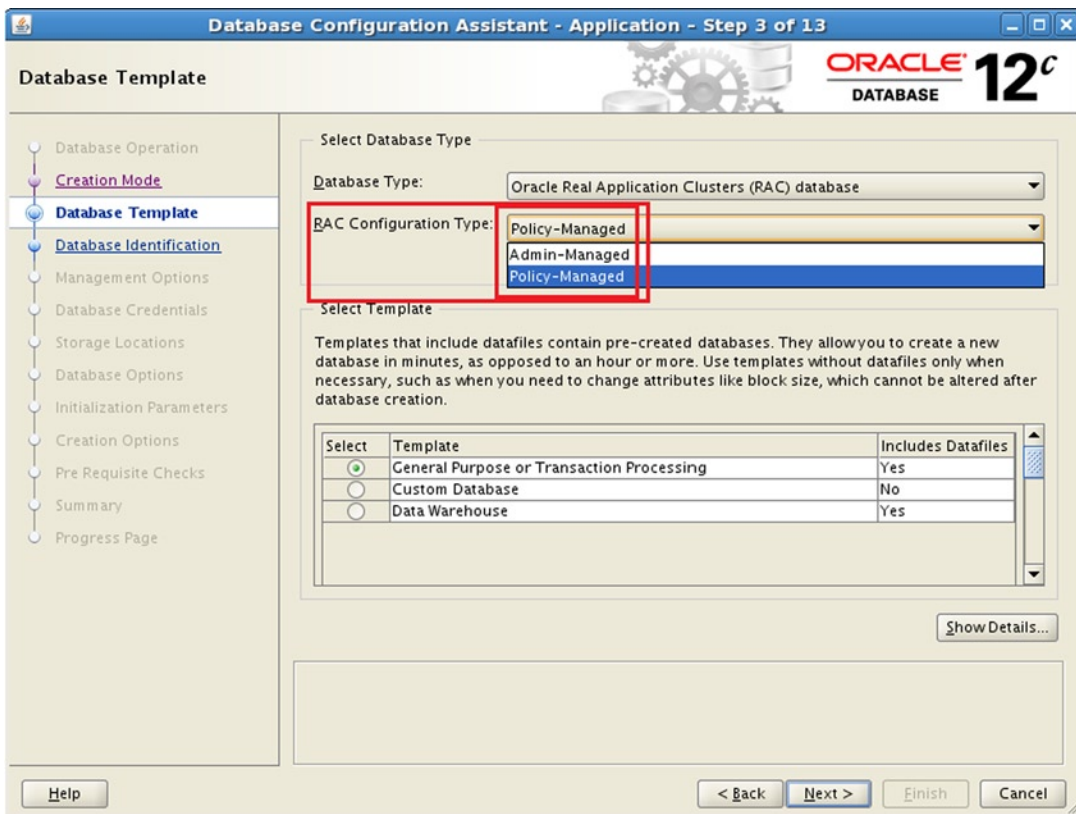 Database Configuration Assistant - Application - Step 3 of 13
Database Template
ORACLE
DATABASE
12c
Database Operation
Creation Mode
Database Template
Database Identification
Management Options
Database Credentials
Storage Locations
Database Options
Initialization Parameters
Creation Options
Pre Requisite Checks
Summary
Progress Page
Select Database Type
Database Type:
Oracle Real Application Clusters (RAC) database
RAC Configuration Type:
Policy-Managed
Admin-Managed
Policy-Managed
Select Template
Templates that include datafiles contain pre-created databases. They allow you to create a new
database in minutes, as opposed to an hour or more. Use templates without datafiles only when
necessary, such as when you need to change attributes like block size, which cannot be altered after
database creation.
Select Template Includes Datafiles
General Purpose or Transaction Processing Yes
Custom Database No
Data Warehouse Yes
Show Details...
Help
< Back
Next >
Finish
Cancel